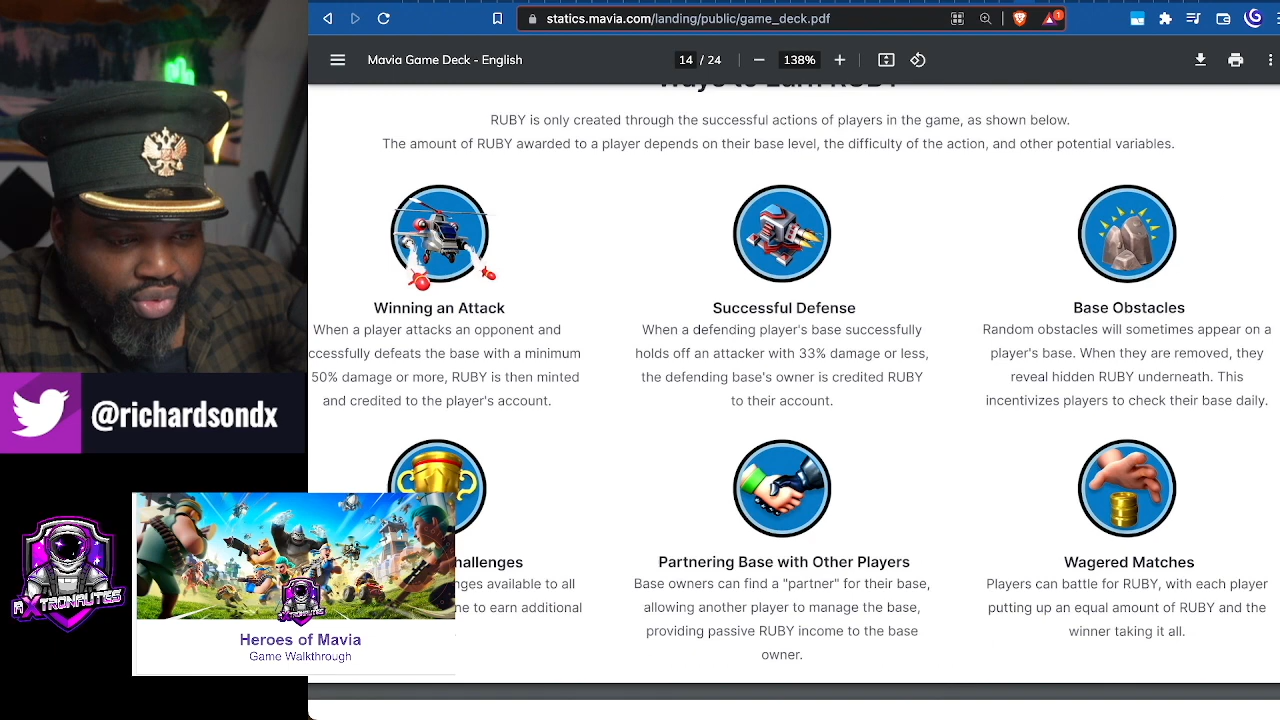 statics.mavia.com/landing/public/game_deck.pdf
1
Mavia Game Deck - English
14 / 24
138%
Ways to Earn RUBY
RUBY is only created through the successful actions of players in the game, as shown below.
The amount of RUBY awarded to a player depends on their base level, the difficulty of the action, and other potential variables.
Winning an Attack
When a player attacks an opponent and
ccessfully defeats the base with a minimum
50% damage or more, RUBY is then minted
and credited to the player's account.
Successful Defense
When a defending player's base successfully
holds off an attacker with 33% damage or less,
the defending base's owner is credited RUBY
to their account.
Base Obstacles
Random obstacles will sometimes appear on a
player's base. When they are removed, they
reveal hidden RUBY underneath. This
incentivizes players to check their base daily.
hallenges
nges available to all
ne to earn additional
Partnering Base with Other Players
Base owners can find a "partner" for their base,
allowing another player to manage the base,
providing passive RUBY income to the base
owner.
Wagered Matches
Players can battle for RUBY, with each player
putting up an equal amount of RUBY and the
winner taking it all.
@richardsondx
AXTRONAUTES
AXTRONAUTES
Heroes of Mavia
Game Walkthrough